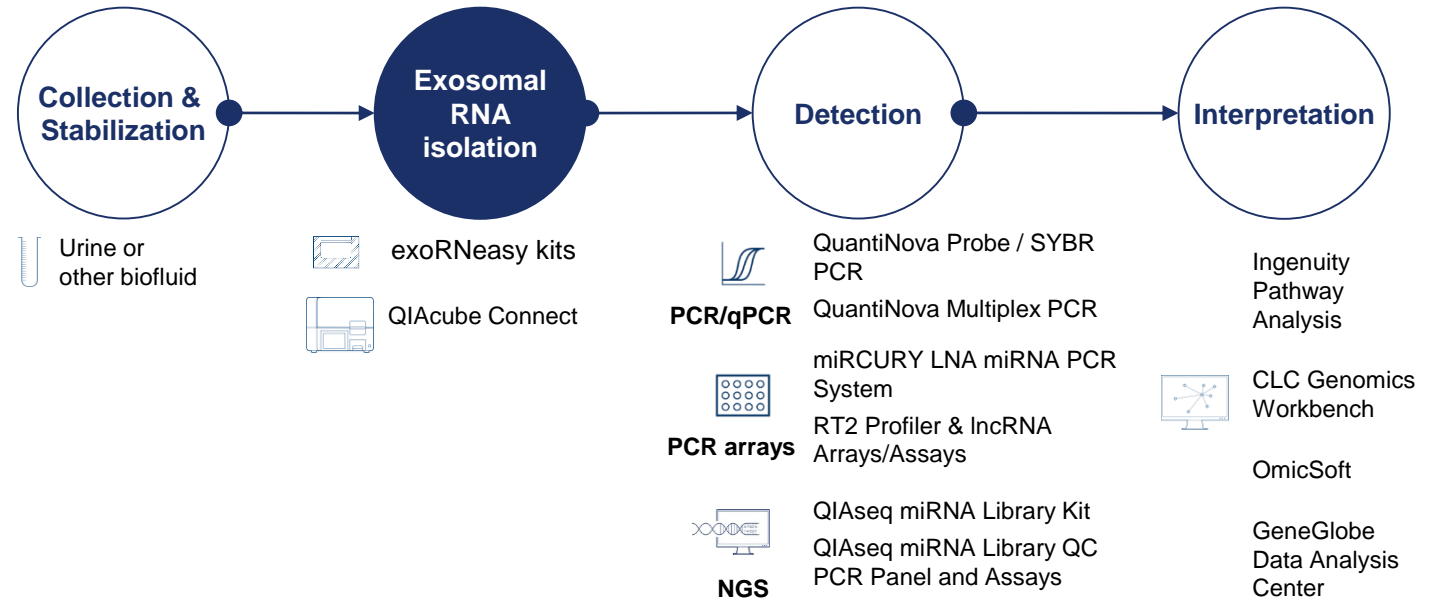 Collection &
Stabilization
Exosomal
RNA
isolation
Detection
Interpretation
Urine or
other biofluid
exoRNeasy kits
QIAcube Connect
PCR/qPCR
QuantiNova Probe / SYBR
PCR
QuantiNova Multiplex PCR
PCR arrays
miRCURY LNA miRNA PCR
System
RT2 Profiler & lncRNA
Arrays/Assays
NGS
QIAseq miRNA Library Kit
QIAseq miRNA Library QC
PCR Panel and Assays
Ingenuity
Pathway
Analysis
CLC Genomics
Workbench
OmicSoft
GeneGlobe
Data Analysis
Center